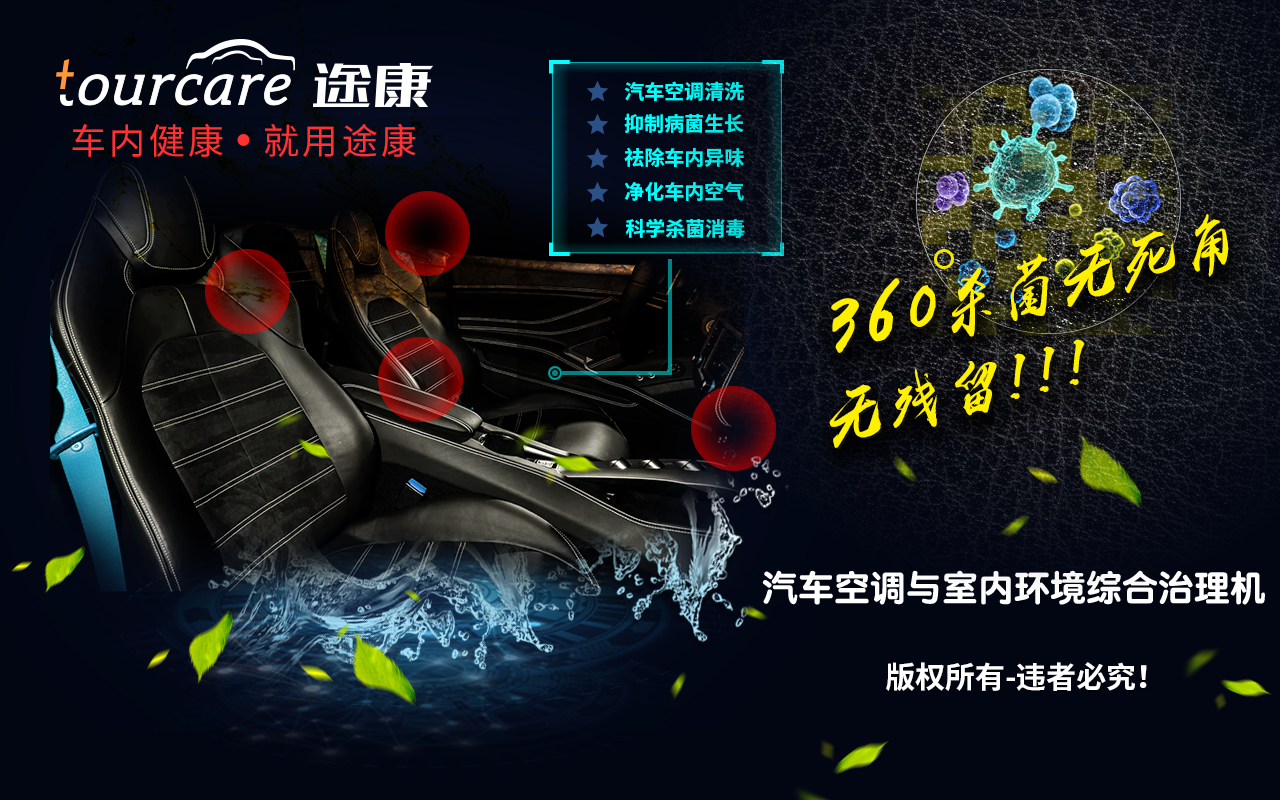 tourcare 途康
车内健康•就用途康
汽车空调清洗
抑制病菌生长
祛除车内异味
净化车内空气
科学杀菌消毒
360°杀菌无死角
无残留!!!
汽车空调与室内环境综合治理机
版权所有-违者必究!